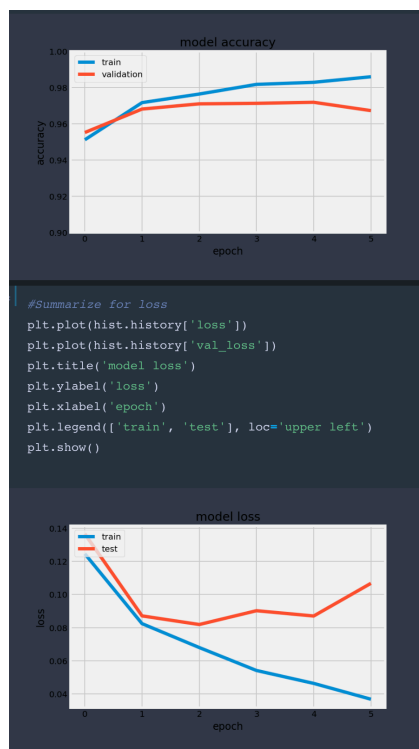 model accuracy
1.00
train
validation
0.98
0.96
accuracy
0.94
0.92
0.90
0 1 2 3 4 5
epoch
#Summarize for loss
plt.plot(hist.history['loss'])
plt.plot(hist.history['val_loss'])
plt.title('model loss')
plt.ylabel('loss')
plt.xlabel('epoch')
plt.legend(['train', 'test'], loc='upper left')
plt.show()
model loss
0.14
train
test
0.12
0.10
0.08
loss
0.06
0.04
0 1 2 3 4 5
epoch